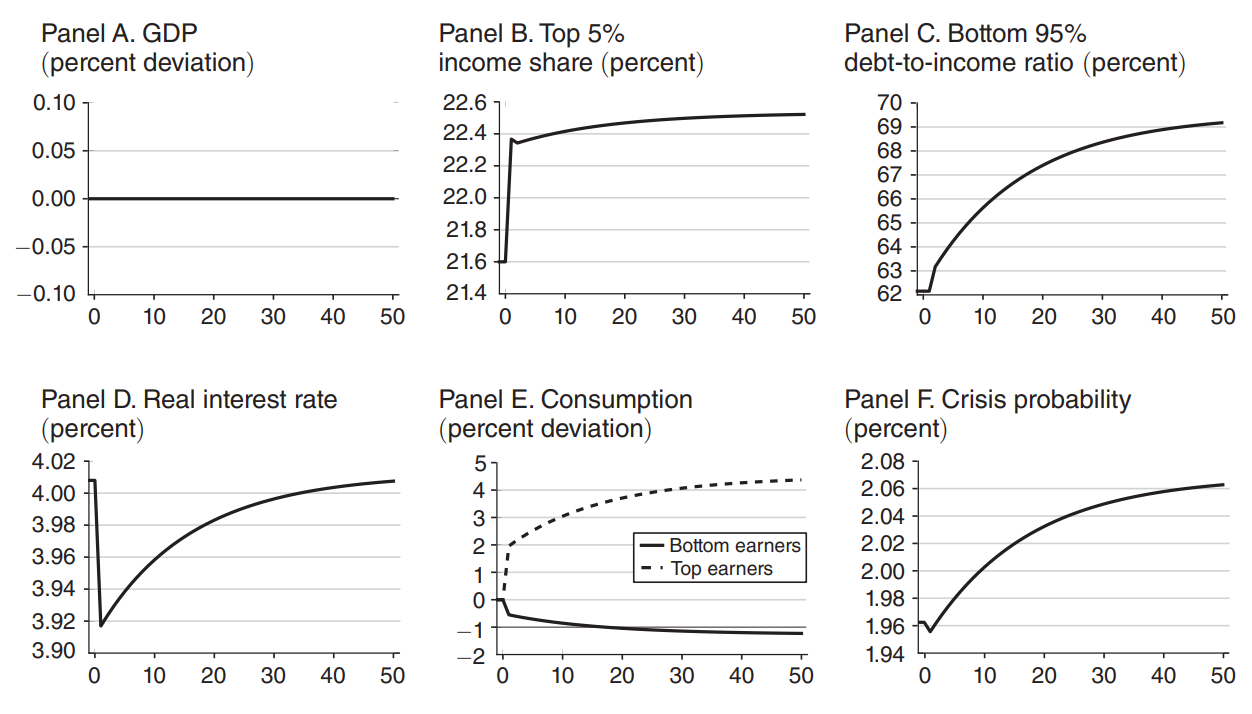 Panel A. GDP
(percent deviation)
0.10
0.05
0.00
−0.05
−0.10
0 10 20 30 40 50
Panel B. Top 5%
income share (percent)
22.6
22.4
22.2
22.0
21.8
21.6
21.4
0 10 20 30 40 50
Panel C. Bottom 95%
debt-to-income ratio (percent)
70
69
68
67
66
65
64
63
62
0 10 20 30 40 50
Panel D. Real interest rate
(percent)
4.02
4.00
3.98
3.96
3.94
3.92
3.90
0 10 20 30 40 50
Panel E. Consumption
(percent deviation)
5
4
3
2
1
0
−1
−2
Bottom earners
Top earners
0 10 20 30 40 50
Panel F. Crisis probability
(percent)
2.08
2.06
2.04
2.02
2.00
1.98
1.96
1.94
0 10 20 30 40 50